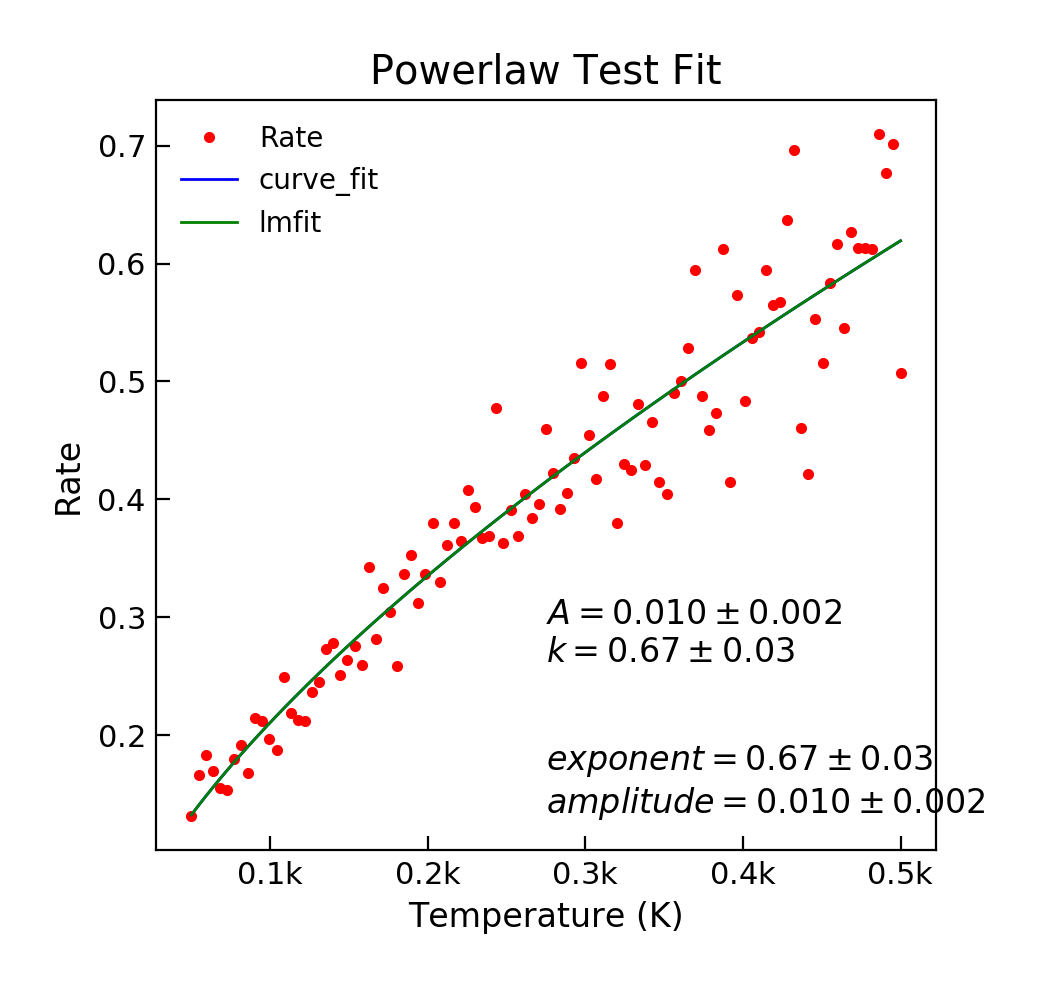 Powerlaw Test Fit
Rate
curve_fit
lmfit
0.7
0.6
0.5
0.4
0.3
0.2
Rate
A = 0.010 ± 0.002
k = 0.67 ± 0.03
exponent = 0.67 ± 0.03
amplitude = 0.010 ± 0.002
0.1k 0.2k 0.3k 0.4k 0.5k
Temperature (K)